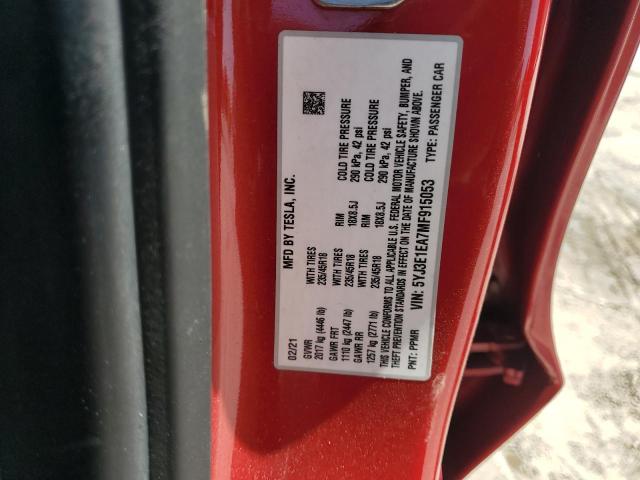 MFD BY TESLA, INC.
02/21
GVWR
2017 kg (4446 lb)
GAWR FRT WITH TIRES RIM COLD TIRE PRESSURE
1110 kg (2447 lb) 235/45R18 18X8.5J 290 kPa, 42 psi
GAWR RR WITH TIRES RIM COLD TIRE PRESSURE
1257 kg (2771 lb) 235/45R18 18X8.5J 290 kPa, 42 psi
THIS VEHICLE CONFORMS TO ALL APPLICABLE U.S. FEDERAL MOTOR VEHICLE SAFETY, BUMPER, AND
THEFT PREVENTION STANDARDS IN EFFECT ON THE DATE OF MANUFACTURE SHOWN ABOVE.
VIN: 5YJ3E1EA7MF915053 TYPE: PASSENGER CAR
PNT: PPMR